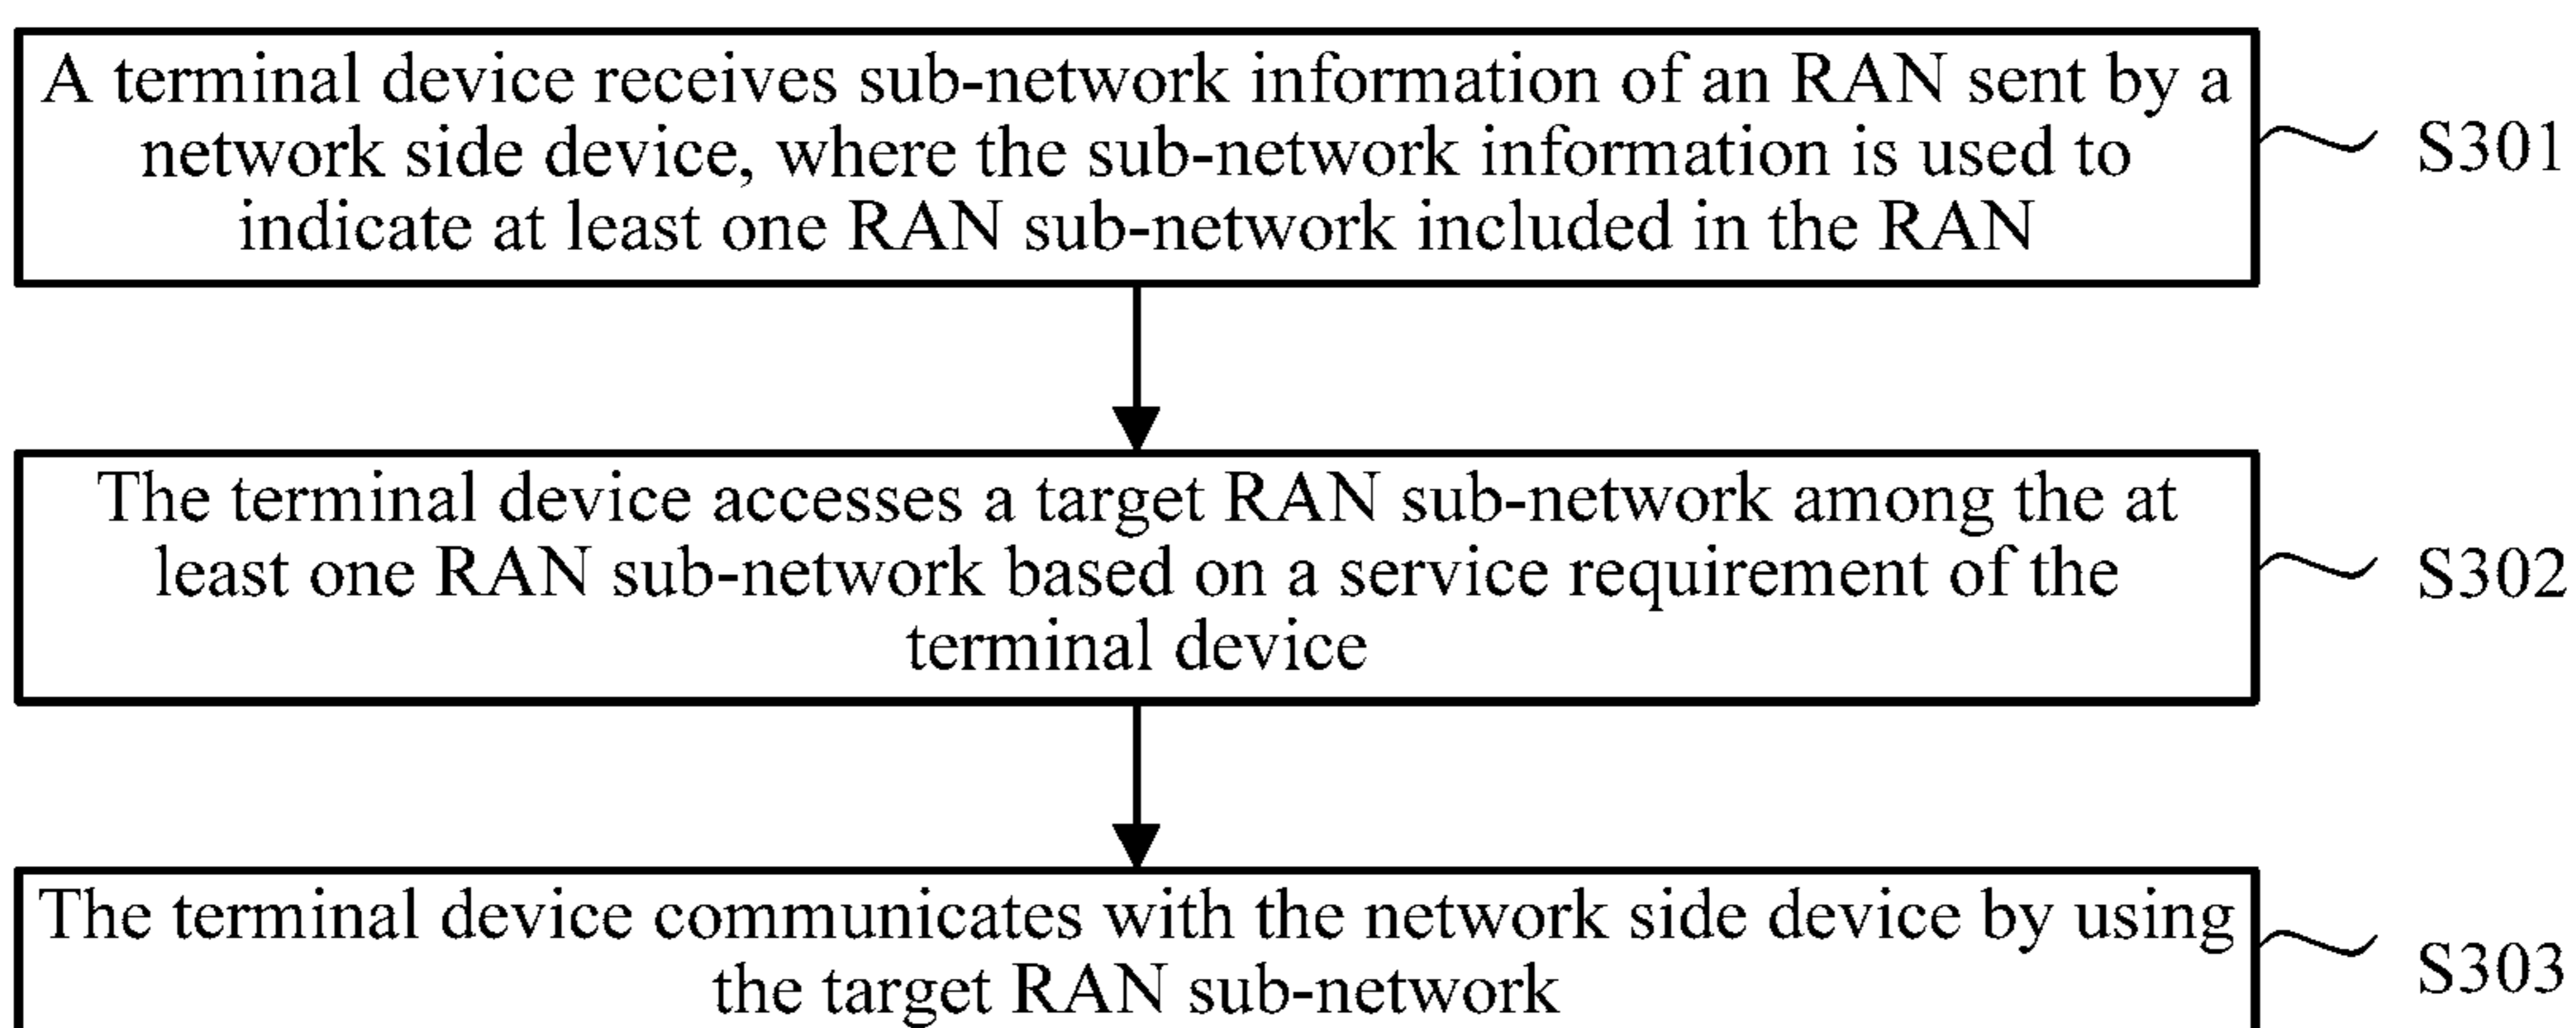 A terminal device receives sub-network information of an RAN sent by a
network side device, where the sub-network information is used to
indicate at least one RAN sub-network included in the RAN
S301
The terminal device accesses a target RAN sub-network among the at
least one RAN sub-network based on a service requirement of the
terminal device
S302
The terminal device communicates with the network side device by using
the target RAN sub-network
S303